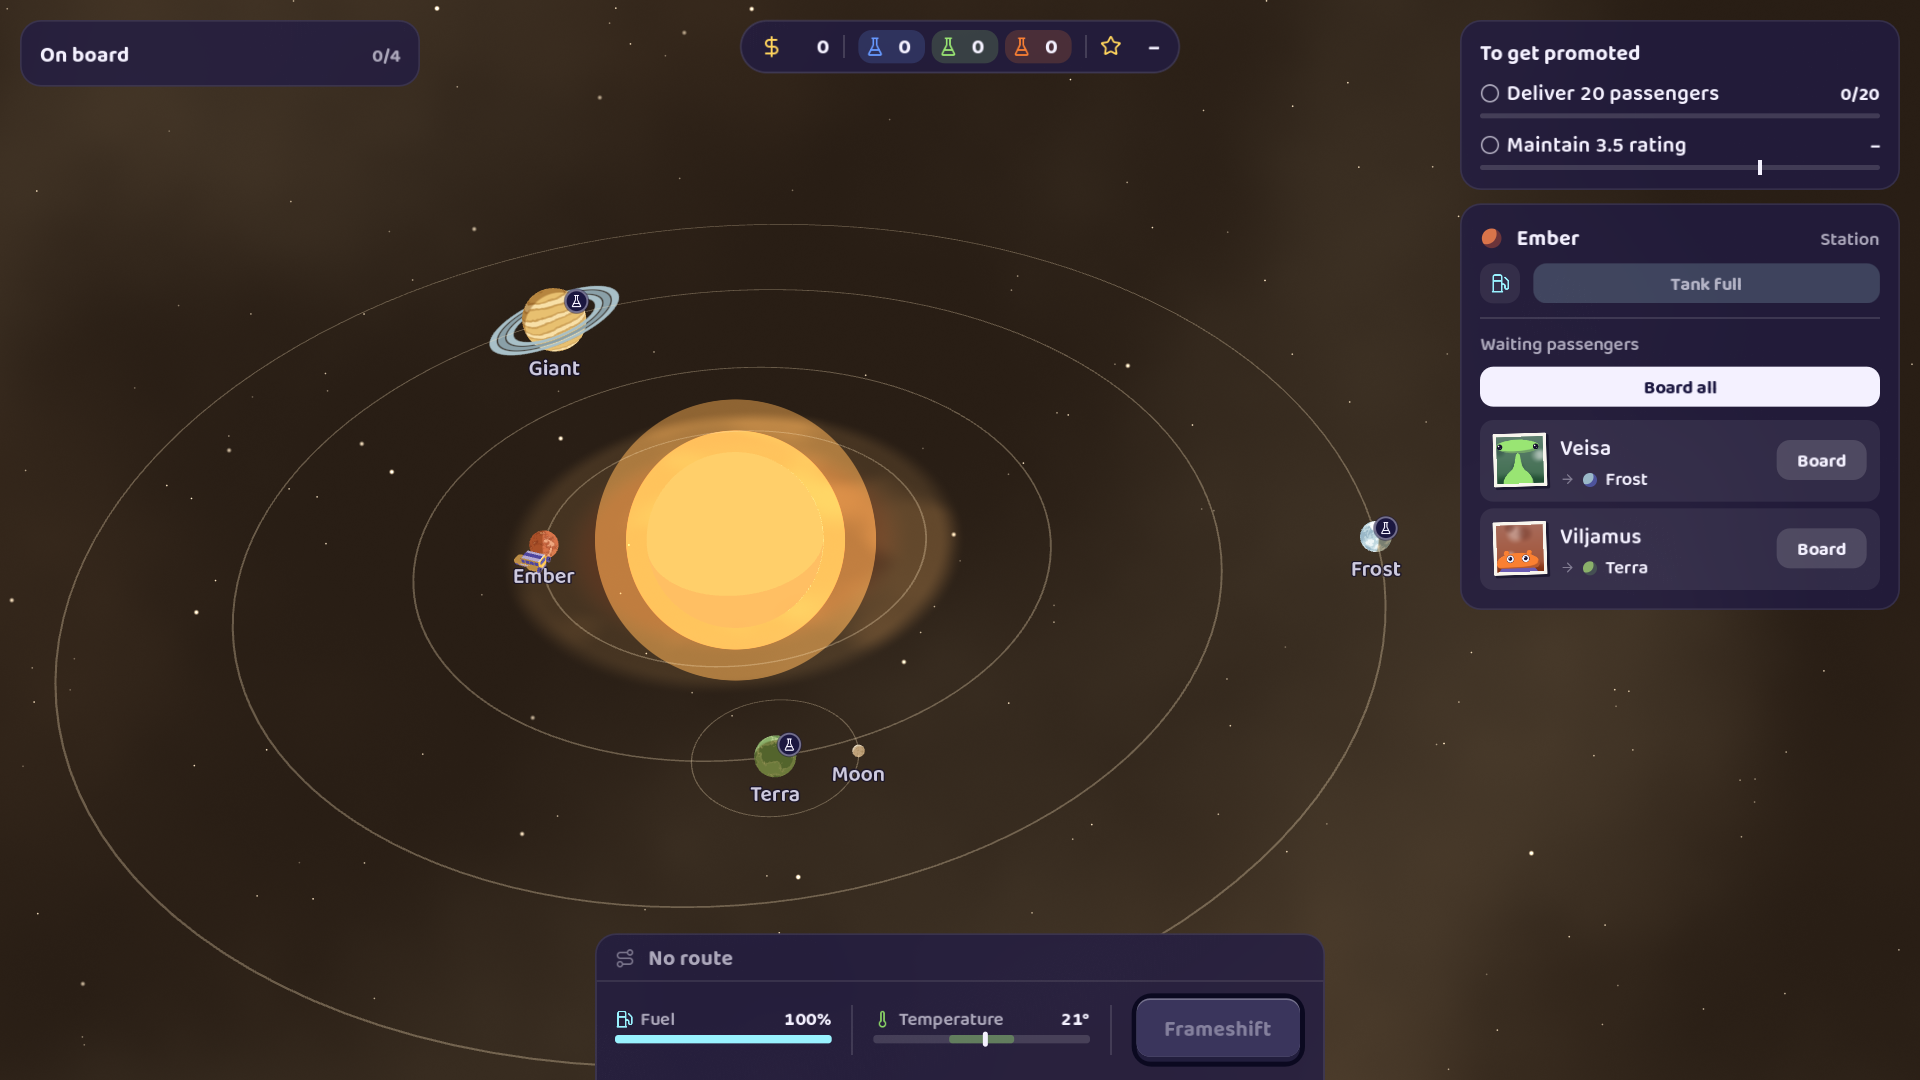 On board 0/4
0 0 0 0 –
To get promoted
Deliver 20 passengers 0/20
Maintain 3.5 rating –
Ember Station
Tank full
Waiting passengers
Board all
Veisa
→ Frost
Board
Viljamus
→ Terra
Board
Giant
Ember
Frost
Terra
Moon
No route
Fuel 100%
Temperature 21°
Frameshift